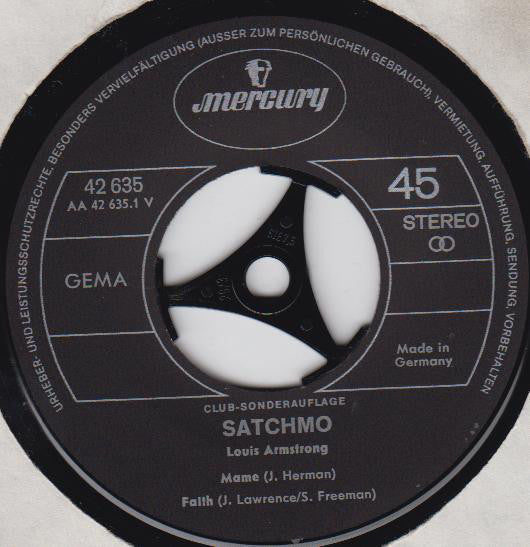 URHEBER- UND LEISTUNGSSCHUTZRECHTE, BESONDERS VERVIELFÄLTIGUNG (AUSSER ZUM PERSÖNLICHEN GEBRAUCH), VERMIETUNG, AUFFÜHRUNG, SENDUNG, VORBEHALTEN
mercury
42 635
AA 42 635.1 V
45
STEREO
GEMA
Made in
Germany
CLUB-SONDERAUFLAGE
SATCHMO
Louis Armstrong
Mame (J. Herman)
Faith (J. Lawrence/S. Freeman)